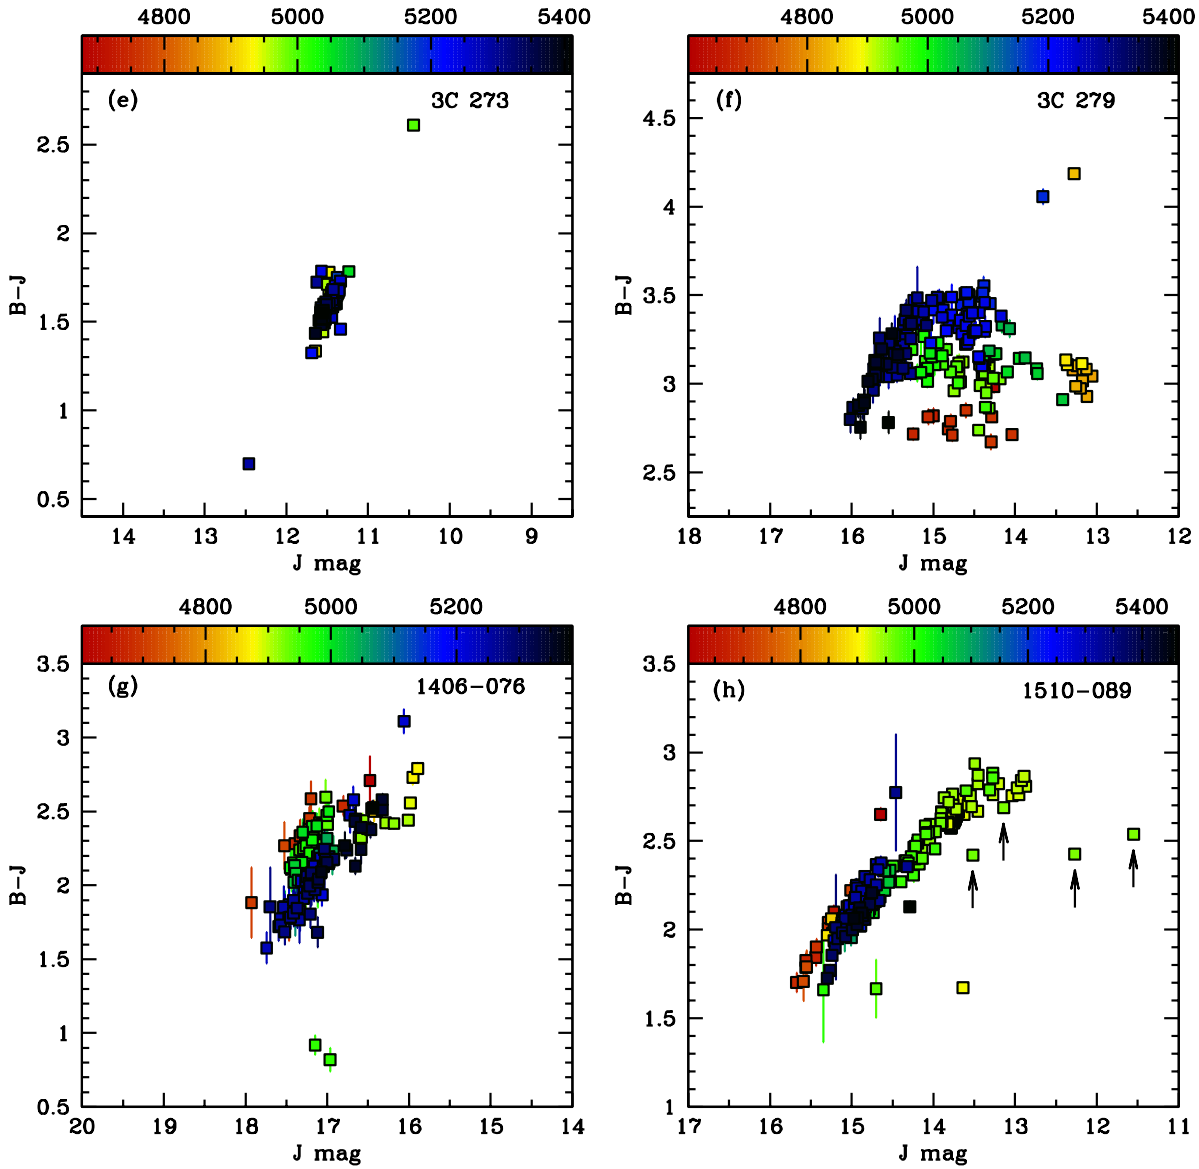 4800 5000 5200 5400
(e) 3C 273
2.5
2
1.5
1
0.5
B-J
14 13 12 11 10 9 8
J mag
4800 5000 5200 5400
(f) 3C 279
4.5
4
3.5
3
2.5
B-J
18 17 16 15 14 13 12
J mag
4800 5000 5200
(g) 1406-076
3.5
3
2.5
2
1.5
1
0.5
B-J
20 19 18 17 16 15 14
J mag
4800 5000 5200 5400
(h) 1510-089
3.5
3
2.5
2
1.5
1
B-J
17 16 15 14 13 12 11
J mag